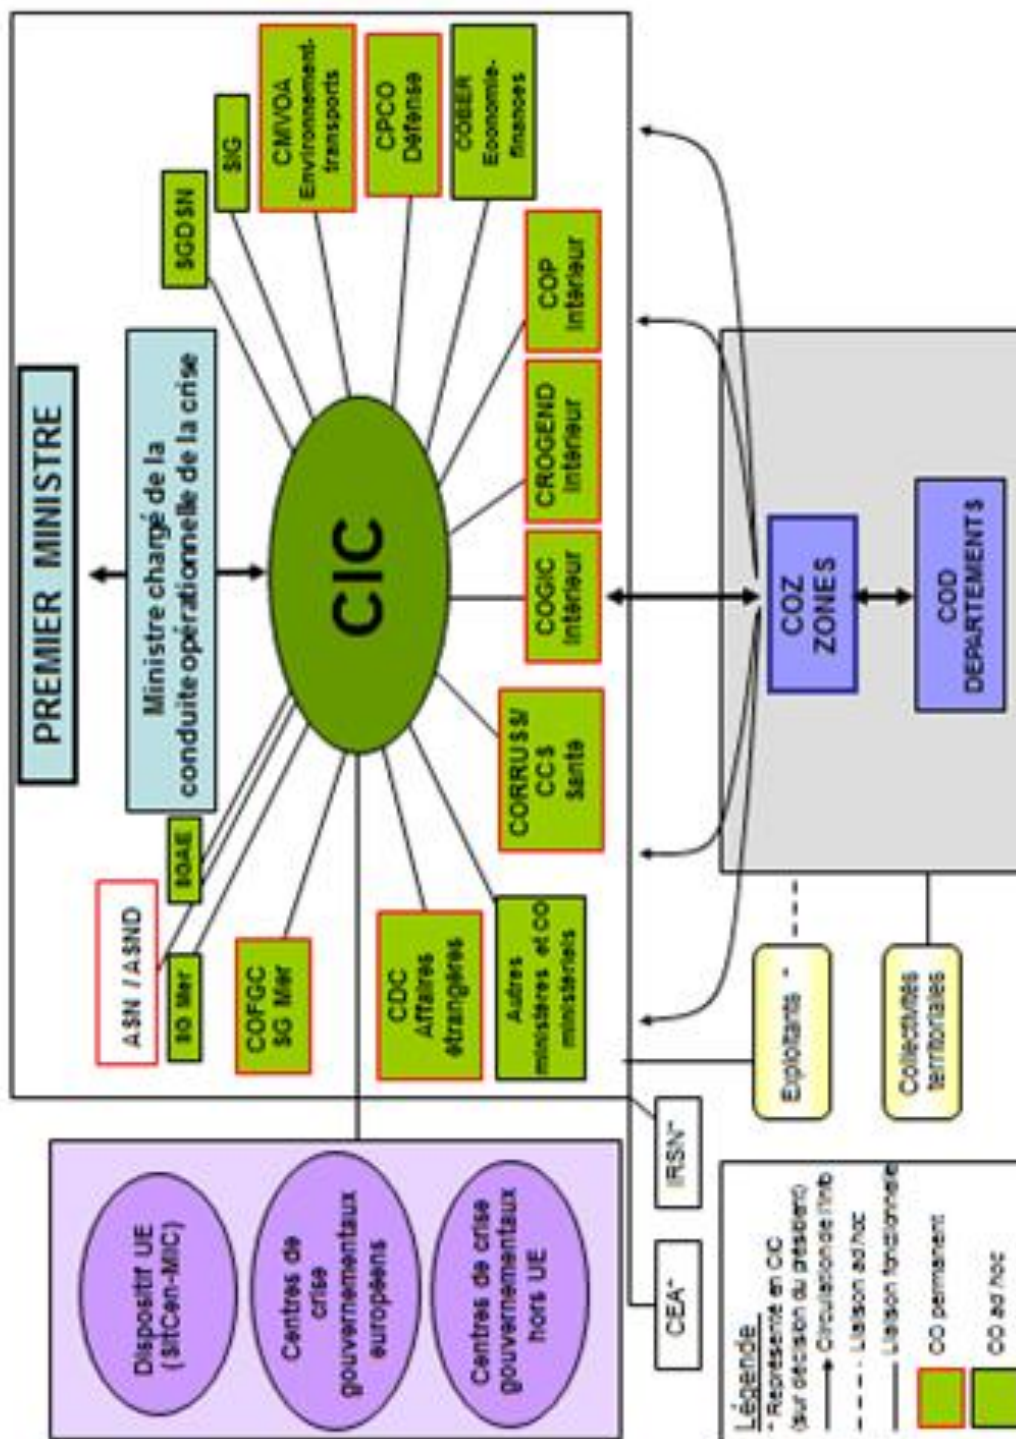 PREMIER MINISTRE
Ministre chargé de la
conduite opérationnelle de la crise
ASN / ASND
SGAE
SG Mer
SGDSN
SIG
COFGC
SG Mer
CMVOA
Environnement-
transports
CIC
CDC
Affaires
étrangères
CPCO
Défense
Autres
ministères et CO
ministériels
COBER
Economie-
finances
CORRUSS/
CCS
Santé
COGIC
Intérieur
CROGEND
Intérieur
COP
Intérieur
Dispositif UE
(SitCen-MIC)
Centres de
crise
gouvernementaux
européens
Centres de crise
gouvernementaux
hors UE
CEA*
IRSN*
Exploitants *
Collectivités
territoriales
COZ
ZONES
COD
DEPARTEMENTS
Légende
* Représenté en CIC
(sur décision du président)
Circulation de l'info
Liaison ad hoc
Liaison fonctionnelle
CO permanent
CO ad hoc